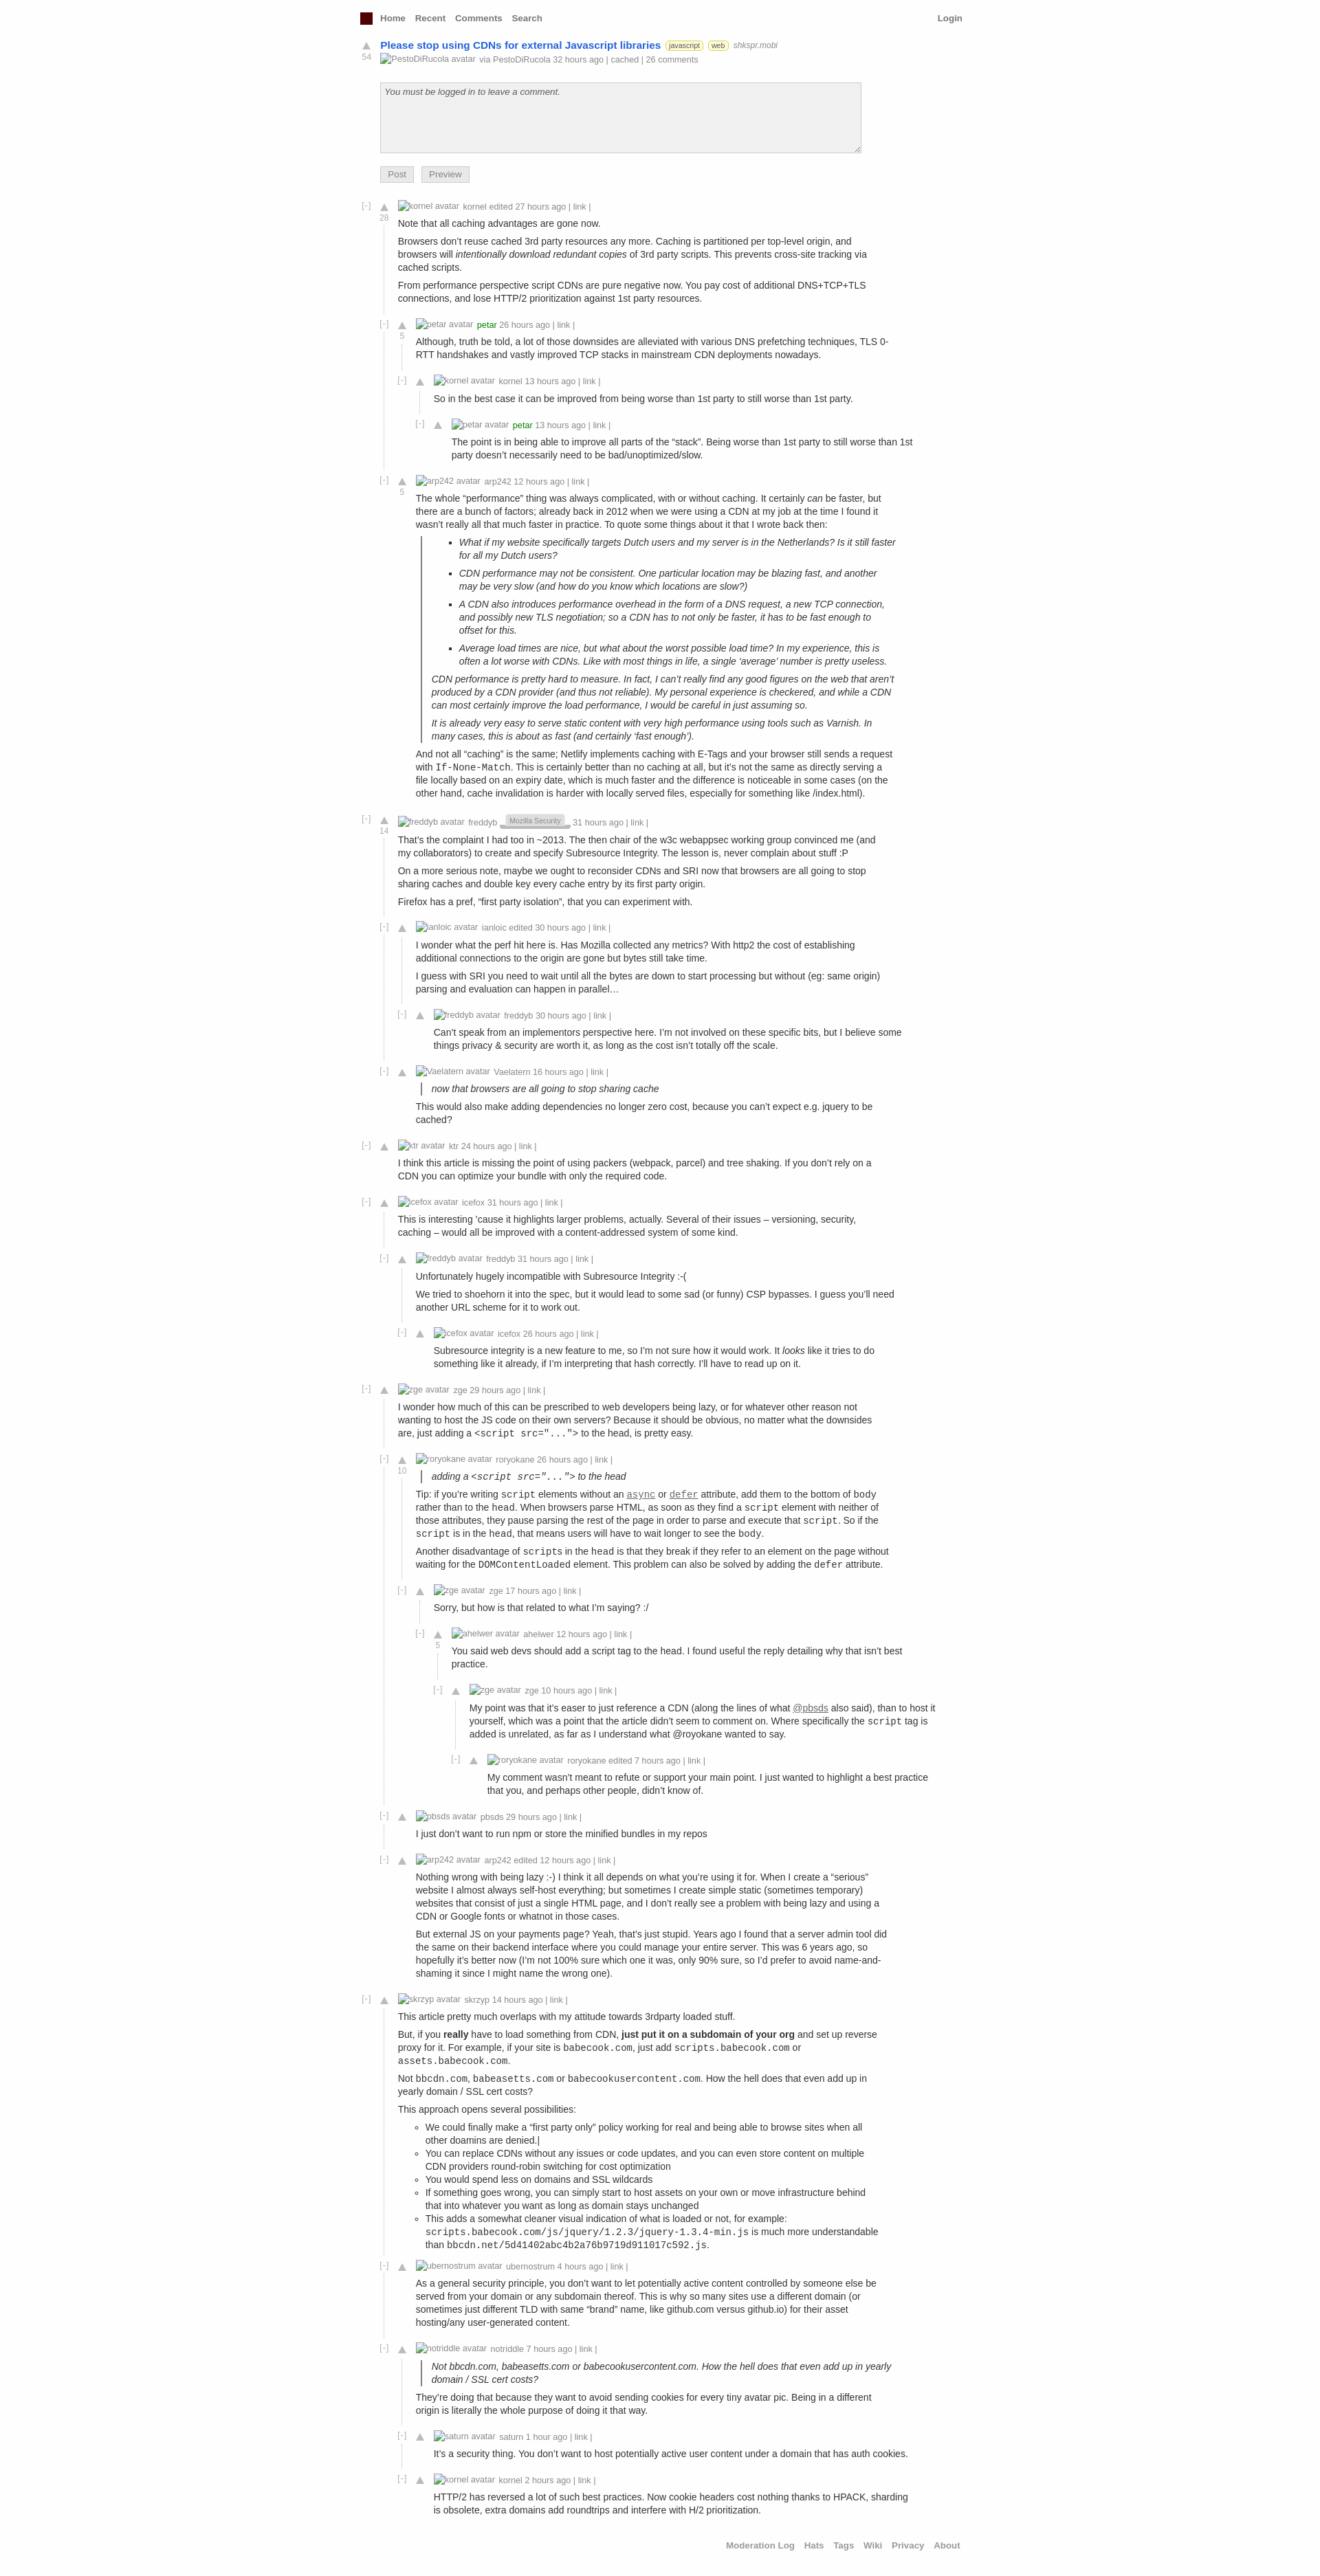 Home Recent Comments Search Login
Please stop using CDNs for external Javascript libraries javascript web shkspr.mobi
54
PestoDiRucola avatar via PestoDiRucola 32 hours ago | cached | 26 comments
You must be logged in to leave a comment.
Post Preview
[-] kornel avatar kornel edited 27 hours ago | link |
28
Note that all caching advantages are gone now.
Browsers don’t reuse cached 3rd party resources any more. Caching is partitioned per top-level origin, and
browsers will intentionally download redundant copies of 3rd party scripts. This prevents cross-site tracking via
cached scripts.
From performance perspective script CDNs are pure negative now. You pay cost of additional DNS+TCP+TLS
connections, and lose HTTP/2 prioritization against 1st party resources.
[-] petar avatar petar 26 hours ago | link |
5
Although, truth be told, a lot of those downsides are alleviated with various DNS prefetching techniques, TLS 0-
RTT handshakes and vastly improved TCP stacks in mainstream CDN deployments nowadays.
[-] kornel avatar kornel 13 hours ago | link |
So in the best case it can be improved from being worse than 1st party to still worse than 1st party.
[-] petar avatar petar 13 hours ago | link |
The point is in being able to improve all parts of the “stack”. Being worse than 1st party to still worse than 1st
party doesn’t necessarily need to be bad/unoptimized/slow.
[-] arp242 avatar arp242 12 hours ago | link |
5
The whole “performance” thing was always complicated, with or without caching. It certainly can be faster, but
there are a bunch of factors; already back in 2012 when we were using a CDN at my job at the time I found it
wasn’t really all that much faster in practice. To quote some things about it that I wrote back then:
▪ What if my website specifically targets Dutch users and my server is in the Netherlands? Is it still faster
for all my Dutch users?
▪ CDN performance may not be consistent. One particular location may be blazing fast, and another
may be very slow (and how do you know which locations are slow?)
▪ A CDN also introduces performance overhead in the form of a DNS request, a new TCP connection,
and possibly new TLS negotiation; so a CDN has to not only be faster, it has to be fast enough to
offset for this.
▪ Average load times are nice, but what about the worst possible load time? In my experience, this is
often a lot worse with CDNs. Like with most things in life, a single ‘average’ number is pretty useless.
CDN performance is pretty hard to measure. In fact, I can’t really find any good figures on the web that aren’t
produced by a CDN provider (and thus not reliable). My personal experience is checkered, and while a CDN
can most certainly improve the load performance, I would be careful in just assuming so.
It is already very easy to serve static content with very high performance using tools such as Varnish. In
many cases, this is about as fast (and certainly ‘fast enough’).
And not all “caching” is the same; Netlify implements caching with E-Tags and your browser still sends a request
with If-None-Match. This is certainly better than no caching at all, but it’s not the same as directly serving a
file locally based on an expiry date, which is much faster and the difference is noticeable in some cases (on the
other hand, cache invalidation is harder with locally served files, especially for something like /index.html).
[-] freddyb avatar freddyb Mozilla Security 31 hours ago | link |
14
That’s the complaint I had too in ~2013. The then chair of the w3c webappsec working group convinced me (and
my collaborators) to create and specify Subresource Integrity. The lesson is, never complain about stuff :P
On a more serious note, maybe we ought to reconsider CDNs and SRI now that browsers are all going to stop
sharing caches and double key every cache entry by its first party origin.
Firefox has a pref, “first party isolation”, that you can experiment with.
[-] ianloic avatar ianloic edited 30 hours ago | link |
I wonder what the perf hit here is. Has Mozilla collected any metrics? With http2 the cost of establishing
additional connections to the origin are gone but bytes still take time.
I guess with SRI you need to wait until all the bytes are down to start processing but without (eg: same origin)
parsing and evaluation can happen in parallel…
[-] freddyb avatar freddyb 30 hours ago | link |
Can’t speak from an implementors perspective here. I’m not involved on these specific bits, but I believe some
things privacy & security are worth it, as long as the cost isn’t totally off the scale.
[-] Vaelatern avatar Vaelatern 16 hours ago | link |
now that browsers are all going to stop sharing cache
This would also make adding dependencies no longer zero cost, because you can’t expect e.g. jquery to be
cached?
[-] ktr avatar ktr 24 hours ago | link |
I think this article is missing the point of using packers (webpack, parcel) and tree shaking. If you don’t rely on a
CDN you can optimize your bundle with only the required code.
[-] icefox avatar icefox 31 hours ago | link |
This is interesting ’cause it highlights larger problems, actually. Several of their issues – versioning, security,
caching – would all be improved with a content-addressed system of some kind.
[-] freddyb avatar freddyb 31 hours ago | link |
Unfortunately hugely incompatible with Subresource Integrity :-(
We tried to shoehorn it into the spec, but it would lead to some sad (or funny) CSP bypasses. I guess you’ll need
another URL scheme for it to work out.
[-] icefox avatar icefox 26 hours ago | link |
Subresource integrity is a new feature to me, so I’m not sure how it would work. It looks like it tries to do
something like it already, if I’m interpreting that hash correctly. I’ll have to read up on it.
[-] zge avatar zge 29 hours ago | link |
I wonder how much of this can be prescribed to web developers being lazy, or for whatever other reason not
wanting to host the JS code on their own servers? Because it should be obvious, no matter what the downsides
are, just adding a <script src="..."> to the head, is pretty easy.
[-] roryokane avatar roryokane 26 hours ago | link |
10
adding a <script src="..."> to the head
Tip: if you’re writing script elements without an async or defer attribute, add them to the bottom of body
rather than to the head. When browsers parse HTML, as soon as they find a script element with neither of
those attributes, they pause parsing the rest of the page in order to parse and execute that script. So if the
script is in the head, that means users will have to wait longer to see the body.
Another disadvantage of scripts in the head is that they break if they refer to an element on the page without
waiting for the DOMContentLoaded element. This problem can also be solved by adding the defer attribute.
[-] zge avatar zge 17 hours ago | link |
Sorry, but how is that related to what I’m saying? :/
[-] ahelwer avatar ahelwer 12 hours ago | link |
5
You said web devs should add a script tag to the head. I found useful the reply detailing why that isn’t best
practice.
[-] zge avatar zge 10 hours ago | link |
My point was that it’s easer to just reference a CDN (along the lines of what @pbsds also said), than to host it
yourself, which was a point that the article didn’t seem to comment on. Where specifically the script tag is
added is unrelated, as far as I understand what @royokane wanted to say.
[-] roryokane avatar roryokane edited 7 hours ago | link |
My comment wasn’t meant to refute or support your main point. I just wanted to highlight a best practice
that you, and perhaps other people, didn’t know of.
[-] pbsds avatar pbsds 29 hours ago | link |
I just don’t want to run npm or store the minified bundles in my repos
[-] arp242 avatar arp242 edited 12 hours ago | link |
Nothing wrong with being lazy :-) I think it all depends on what you’re using it for. When I create a “serious”
website I almost always self-host everything; but sometimes I create simple static (sometimes temporary)
websites that consist of just a single HTML page, and I don’t really see a problem with being lazy and using a
CDN or Google fonts or whatnot in those cases.
But external JS on your payments page? Yeah, that’s just stupid. Years ago I found that a server admin tool did
the same on their backend interface where you could manage your entire server. This was 6 years ago, so
hopefully it’s better now (I’m not 100% sure which one it was, only 90% sure, so I’d prefer to avoid name-and-
shaming it since I might name the wrong one).
[-] skrzyp avatar skrzyp 14 hours ago | link |
This article pretty much overlaps with my attitude towards 3rdparty loaded stuff.
But, if you really have to load something from CDN, just put it on a subdomain of your org and set up reverse
proxy for it. For example, if your site is babecook.com, just add scripts.babecook.com or
assets.babecook.com.
Not bbcdn.com, babeasetts.com or babecookusercontent.com. How the hell does that even add up in
yearly domain / SSL cert costs?
This approach opens several possibilities:
◦ We could finally make a “first party only” policy working for real and being able to browse sites when all
other doamins are denied.|
◦ You can replace CDNs without any issues or code updates, and you can even store content on multiple
CDN providers round-robin switching for cost optimization
◦ You would spend less on domains and SSL wildcards
◦ If something goes wrong, you can simply start to host assets on your own or move infrastructure behind
that into whatever you want as long as domain stays unchanged
◦ This adds a somewhat cleaner visual indication of what is loaded or not, for example:
scripts.babecook.com/js/jquery/1.2.3/jquery-1.3.4-min.js is much more understandable
than bbcdn.net/5d41402abc4b2a76b9719d911017c592.js.
[-] ubernostrum avatar ubernostrum 4 hours ago | link |
As a general security principle, you don’t want to let potentially active content controlled by someone else be
served from your domain or any subdomain thereof. This is why so many sites use a different domain (or
sometimes just different TLD with same “brand” name, like github.com versus github.io) for their asset
hosting/any user-generated content.
[-] notriddle avatar notriddle 7 hours ago | link |
Not bbcdn.com, babeasetts.com or babecookusercontent.com. How the hell does that even add up in yearly
domain / SSL cert costs?
They’re doing that because they want to avoid sending cookies for every tiny avatar pic. Being in a different
origin is literally the whole purpose of doing it that way.
[-] saturn avatar saturn 1 hour ago | link |
It’s a security thing. You don’t want to host potentially active user content under a domain that has auth cookies.
[-] kornel avatar kornel 2 hours ago | link |
HTTP/2 has reversed a lot of such best practices. Now cookie headers cost nothing thanks to HPACK, sharding
is obsolete, extra domains add roundtrips and interfere with H/2 prioritization.
Moderation Log Hats Tags Wiki Privacy About